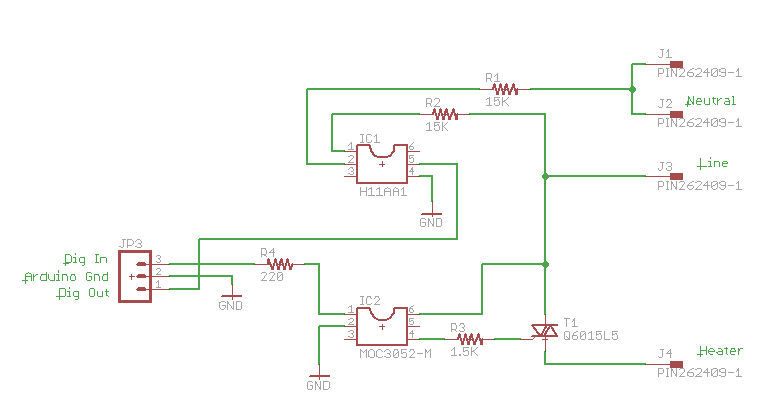 J1
PIN262409-1
J2
Neutral
PIN262409-1
J3
Line
PIN262409-1
R1
15K
R2
15K
IC1
1
2
3
6
5
4
H11AA1
GND
JP3
Dig In
Arduino Gnd
Dig Out
3
2
1
R4
220
GND
IC2
1
2
3
6
5
4
MOC3052-M
GND
R3
1.5K
T1
Q6015L5
J4
Heater
PIN262409-1